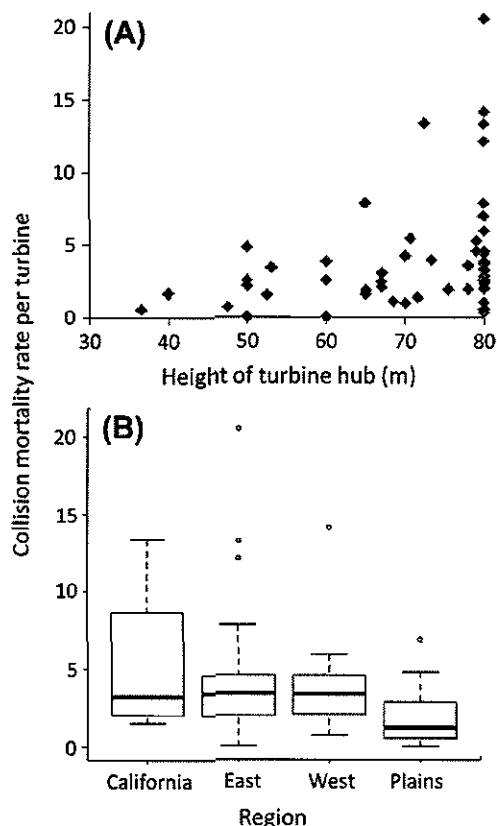 Collision mortality rate per turbine
(A)
20
15
10
5
0
30 40 50 60 70 80
Height of turbine hub (m)
(B)
20
15
10
5
0
California East West Plains
Region